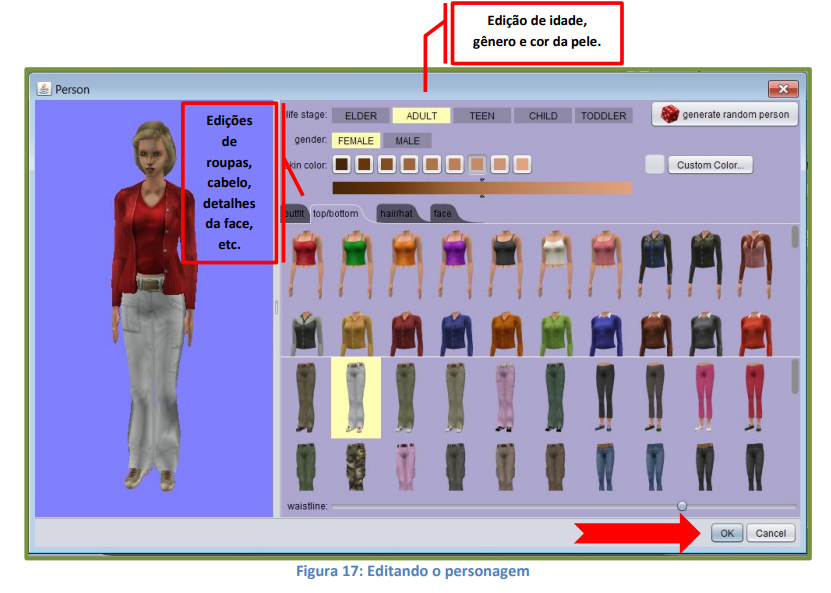 Edição de idade,
gênero e cor da pele.
Person
Edições
de
roupas,
cabelo,
detalhes
da face,
etc.
life stage: ELDER ADULT TEEN CHILD TODDLER
generate random person
gender: FEMALE MALE
kin color:
Custom Color...
utfit top/bottom hair/hat face
waistline:
OK Cancel
Figura 17: Editando o personagem